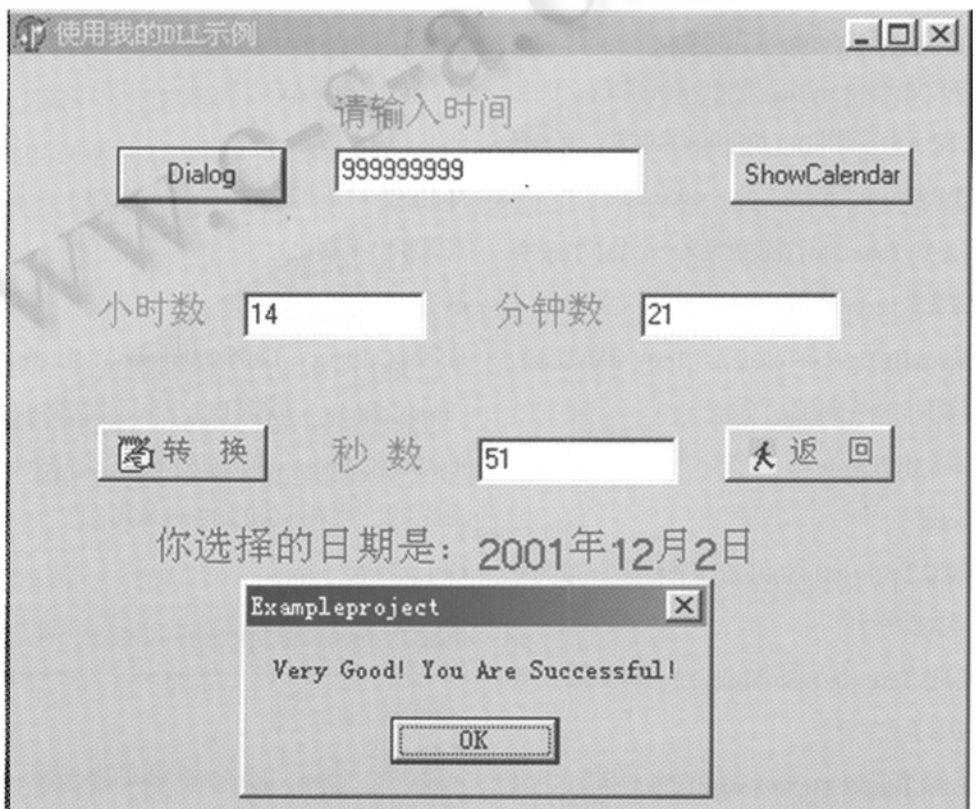 使用我的DLL示例
请输入时间
Dialog
999999999
ShowCalendar
小时数
14
分钟数
21
转 换
秒 数
51
返 回
你选择的日期是: 2001年12月2日
Exampleproject
Very Good! You Are Successful!
OK